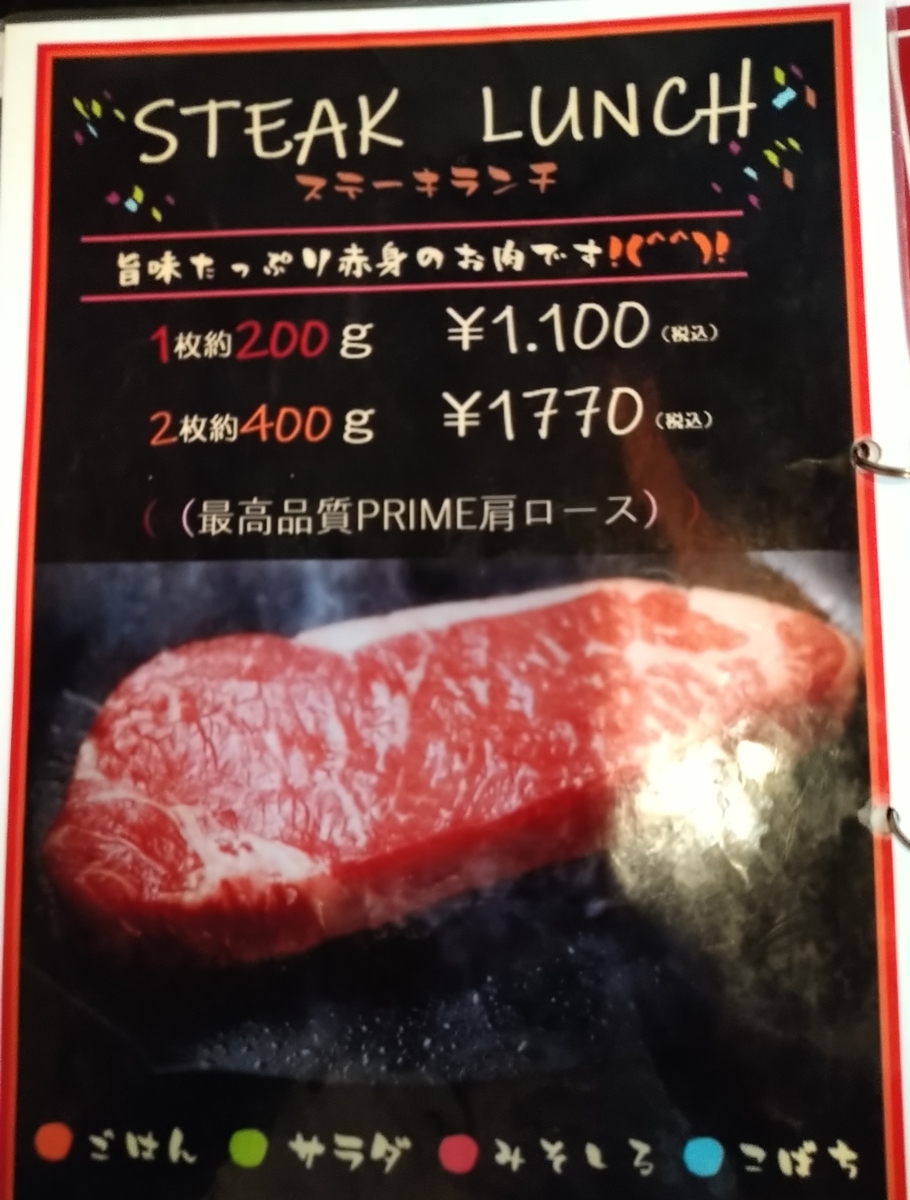 STEAK LUNCH
ステーキランチ
旨味たっぷり赤身のお肉です!(^^)!
1枚約200g ¥1.100(税込)
2枚約400g ¥1770(税込)
((最高品質PRIME肩ロース))
ごはん サラダ みそしる こばち